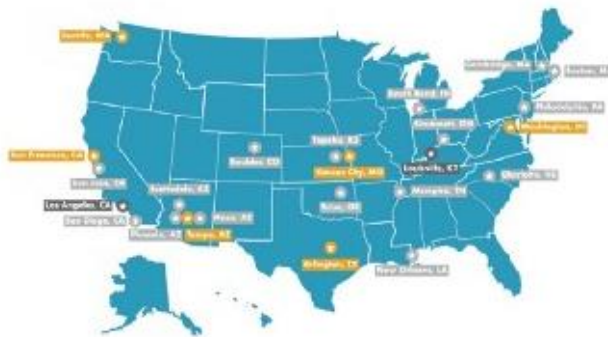 Seattle, WA
Cambridge, MA
Boston, MA
South Bend, IN
Philadelphia, PA
Cincinnati, OH
Washington, DC
Topeka, KS
San Francisco, CA
Boulder, CO
Kansas City, MO
Louisville, KY
San Jose, CA
Scottsdale, AZ
Memphis, TN
Charlotte, NC
Los Angeles, CA
Tulsa, OK
San Diego, CA
Mesa, AZ
Phoenix, AZ
Tempe, AZ
Arlington, TX
New Orleans, LA